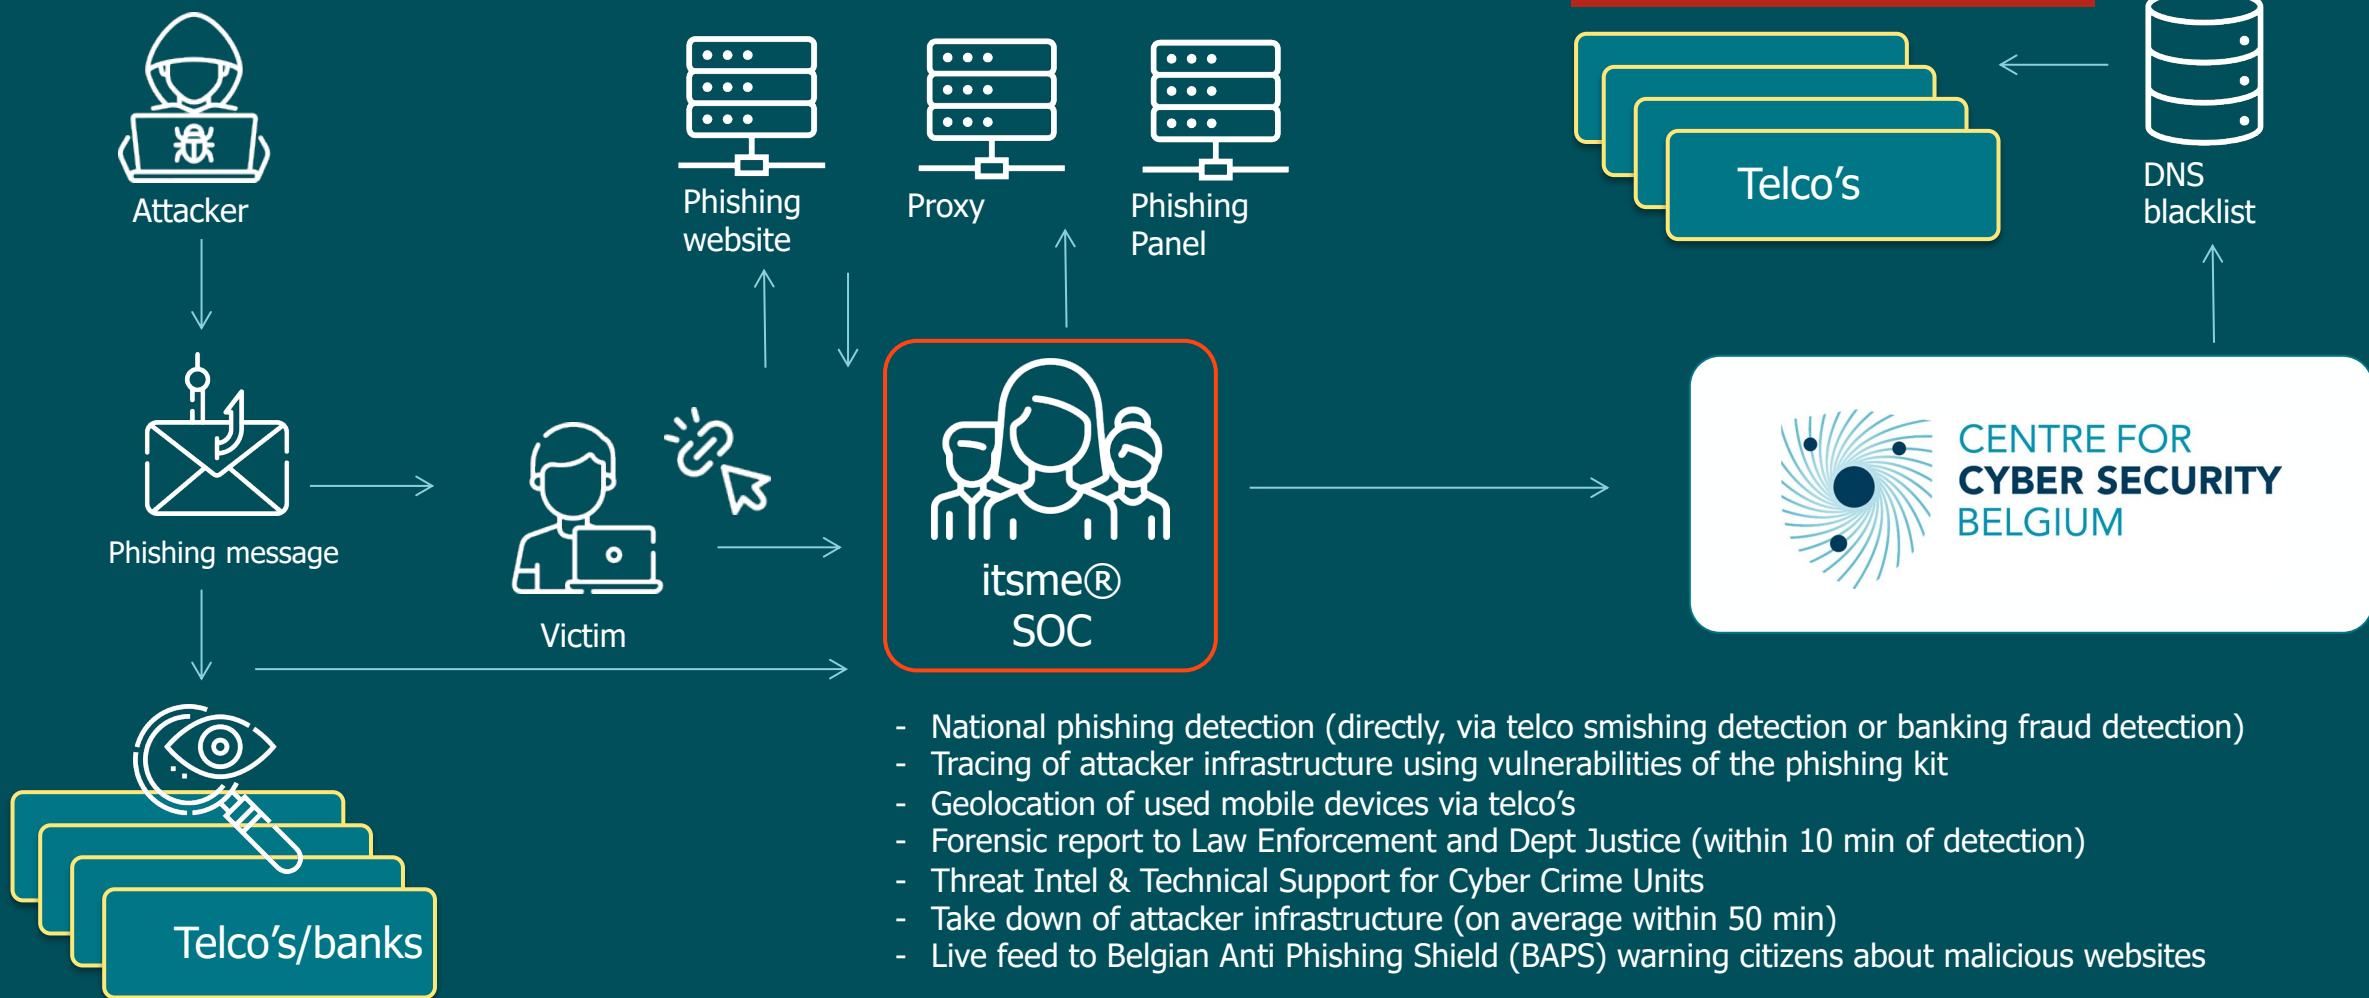 Attacker
Phishing
website
Proxy
Phishing
Panel
Telco's
DNS
blacklist
Phishing message
Victim
itsme®
SOC
CENTRE FOR
CYBER SECURITY
BELGIUM
Telco's/banks
- National phishing detection (directly, via telco smishing detection or banking fraud detection)
- Tracing of attacker infrastructure using vulnerabilities of the phishing kit
- Geolocation of used mobile devices via telco's
- Forensic report to Law Enforcement and Dept Justice (within 10 min of detection)
- Threat Intel & Technical Support for Cyber Crime Units
- Take down of attacker infrastructure (on average within 50 min)
- Live feed to Belgian Anti Phishing Shield (BAPS) warning citizens about malicious websites